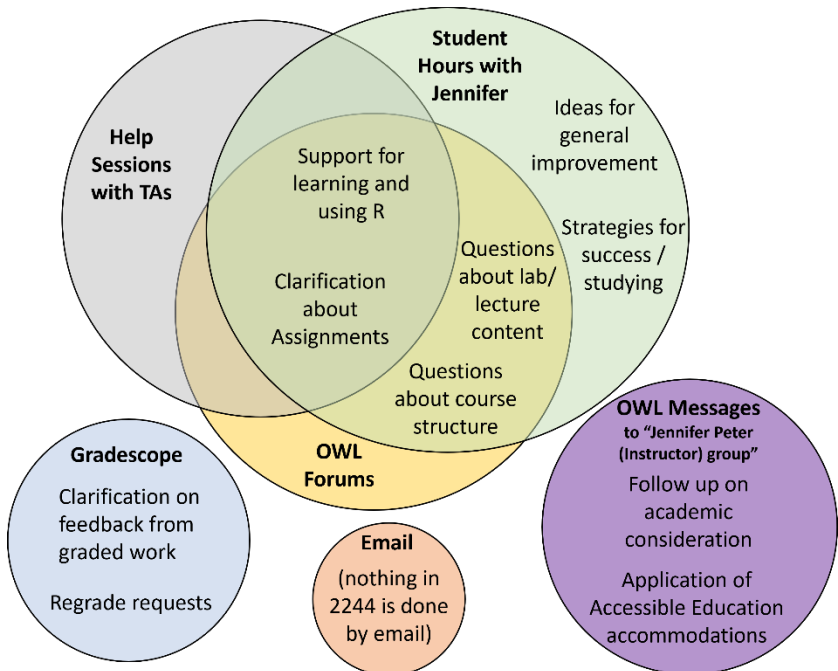 Student
Hours with
Jennifer
Ideas for
general
improvement
Strategies for
success /
studying
Help
Sessions
with TAs
Support for
learning and
using R
Clarification
about
Assignments
Questions
about lab/
lecture
content
Questions
about course
structure
OWL
Forums
Gradescope
Clarification on
feedback from
graded work
Regrade requests
Email
(nothing in
2244 is done
by email)
OWL Messages
to “Jennifer Peter
(Instructor) group”
Follow up on
academic
consideration
Application of
Accessible Education
accommodations